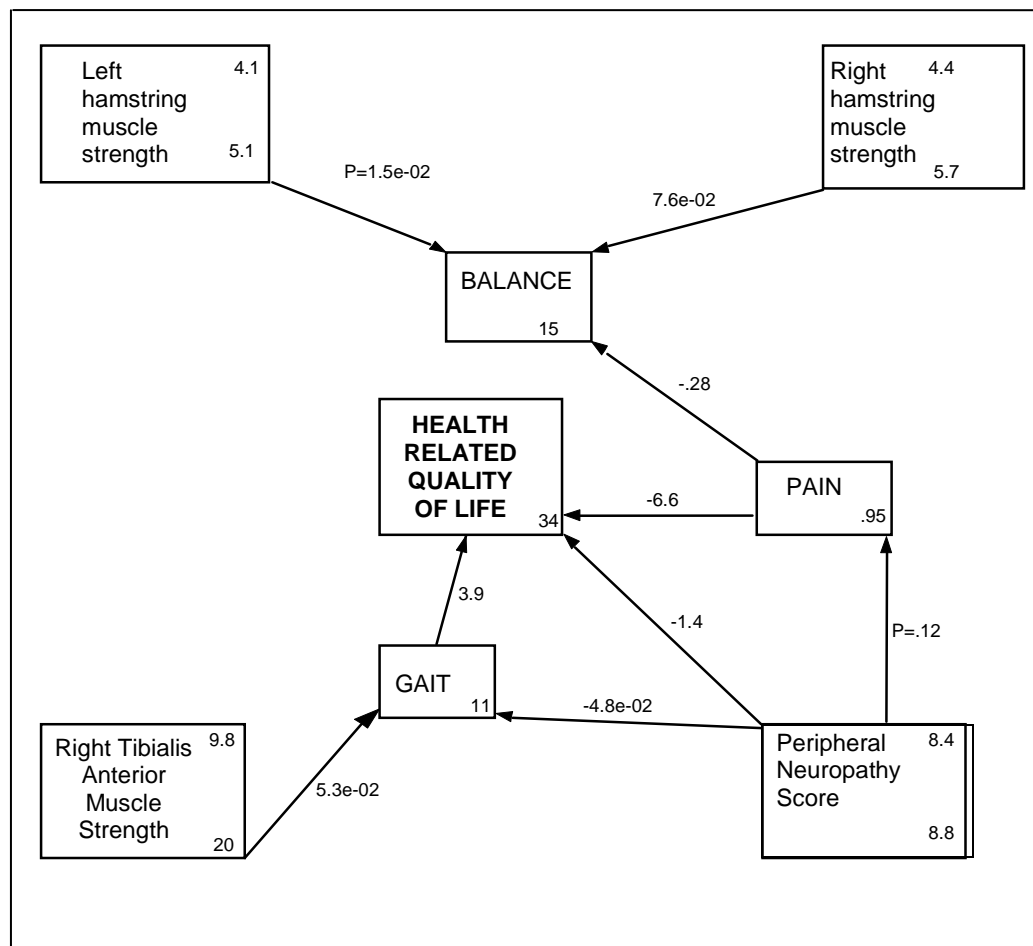 Left 4.1
hamstring
muscle
strength 5.1
Right 4.4
hamstring
muscle
strength
5.7
P=1.5e-02
7.6e-02
BALANCE
15
-.28
HEALTH
RELATED
QUALITY
OF LIFE
34
-6.6
PAIN
.95
3.9
-1.4
P=.12
GAIT
11
-4.8e-02
Right Tibialis 9.8
Anterior
Muscle
Strength
20
5.3e-02
Peripheral 8.4
Neuropathy
Score
8.8